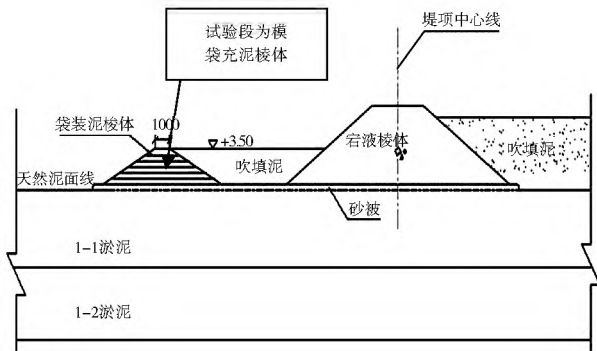 试验段为模
袋充泥棱体
堤项中心线
袋装泥棱体
1000
+3.50
宕液棱体
吹填泥
吹填泥
天然泥面线
砂被
1-1淤泥
1-2淤泥